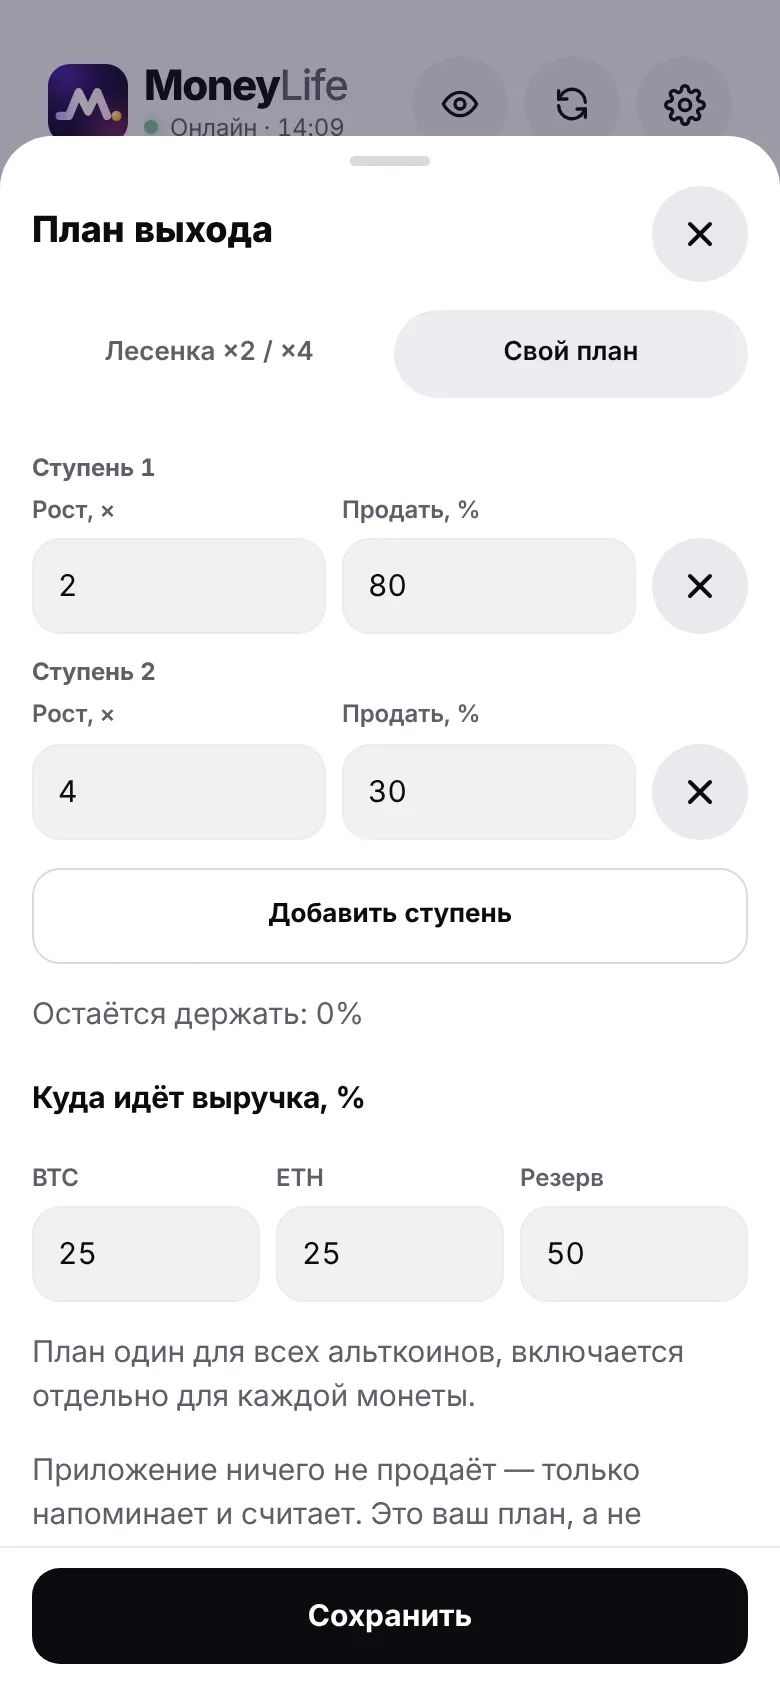 MoneyLife
Онлайн · 14:09
План выхода
Лесенка ×2 / ×4
Свой план
Ступень 1
Рост, × Продать, %
2 80
Ступень 2
Рост, × Продать, %
4 30
Добавить ступень
Остаётся держать: 0%
Куда идёт выручка, %
BTC ETH Резерв
25 25 50
План один для всех альткоинов, включается
отдельно для каждой монеты.
Приложение ничего не продаёт — только
напоминает и считает. Это ваш план, а не
Сохранить